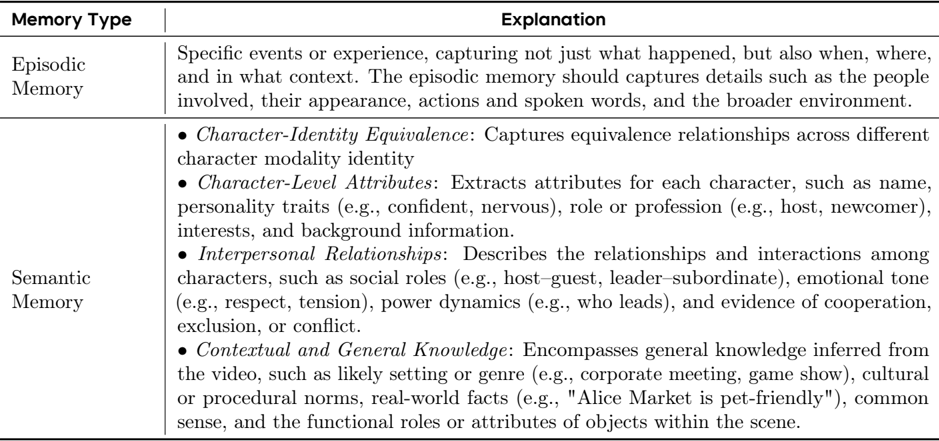 Memory Type Explanation
Episodic
Memory
Specific events or experience, capturing not just what happened, but also when, where,
and in what context. The episodic memory should captures details such as the people
involved, their appearance, actions and spoken words, and the broader environment.
Semantic
Memory
• Character-Identity Equivalence: Captures equivalence relationships across different
character modality identity
• Character-Level Attributes: Extracts attributes for each character, such as name,
personality traits (e.g., confident, nervous), role or profession (e.g., host, newcomer),
interests, and background information.
• Interpersonal Relationships: Describes the relationships and interactions among
characters, such as social roles (e.g., host–guest, leader–subordinate), emotional tone
(e.g., respect, tension), power dynamics (e.g., who leads), and evidence of cooperation,
exclusion, or conflict.
• Contextual and General Knowledge: Encompasses general knowledge inferred from
the video, such as likely setting or genre (e.g., corporate meeting, game show), cultural
or procedural norms, real-world facts (e.g., "Alice Market is pet-friendly"), common
sense, and the functional roles or attributes of objects within the scene.